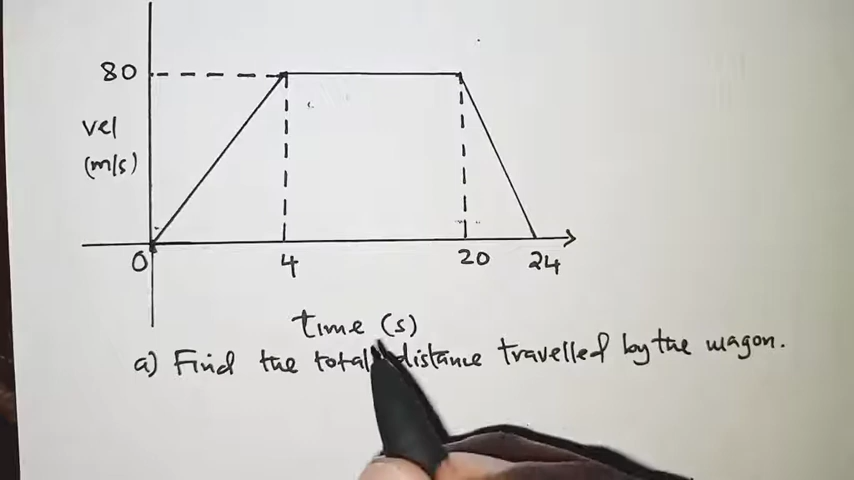 80
vel
(m/s)
0
4
20
24
time (s)
a) Find the total distance travelled by the wagon.